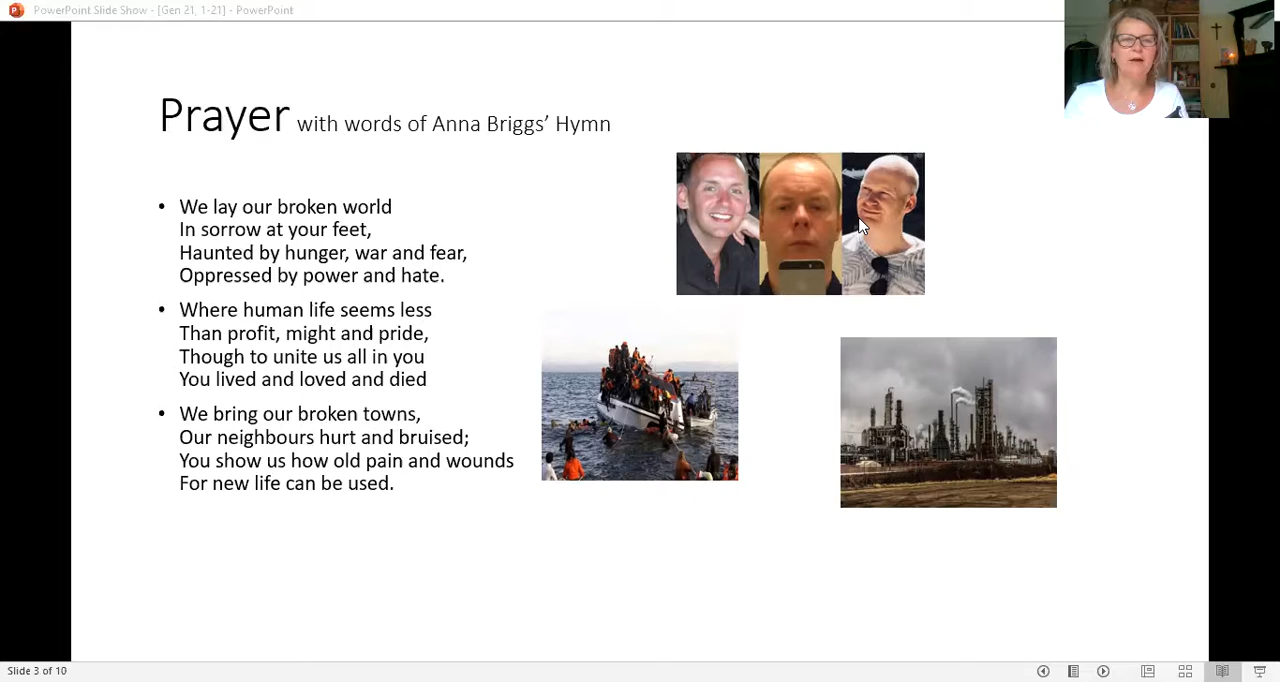 PowerPoint Slide Show - [Gen 21, 1-21] - PowerPoint
Prayer with words of Anna Briggs’ Hymn
• We lay our broken world
In sorrow at your feet,
Haunted by hunger, war and fear,
Oppressed by power and hate.
• Where human life seems less
Than profit, might and pride,
Though to unite us all in you
You lived and loved and died
• We bring our broken towns,
Our neighbours hurt and bruised;
You show us how old pain and wounds
For new life can be used.
Slide 3 of 10